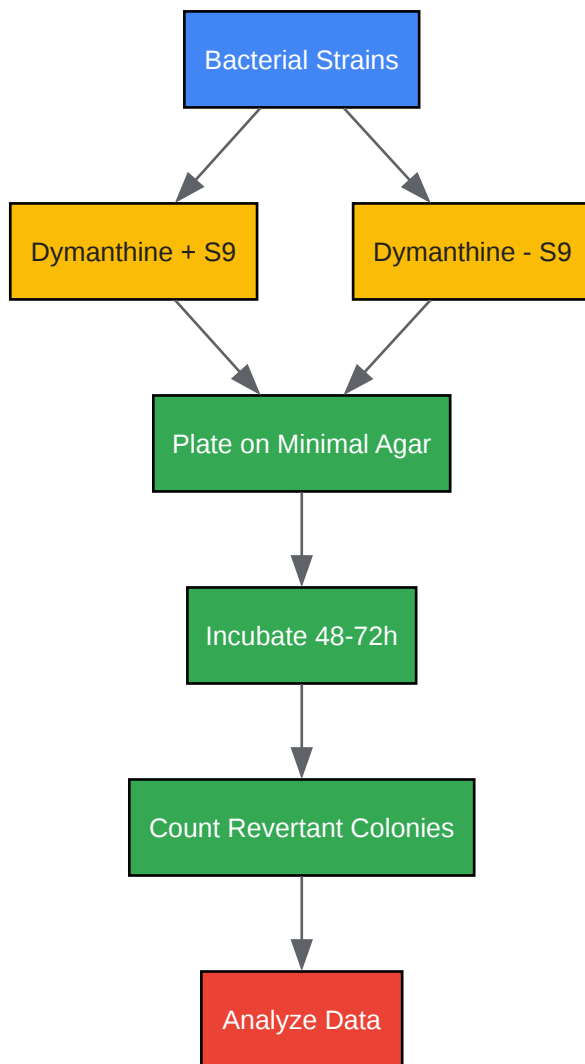 Bacterial Strains
Dymanthine + S9
Dymanthine - S9
Plate on Minimal Agar
Incubate 48-72h
Count Revertant Colonies
Analyze Data